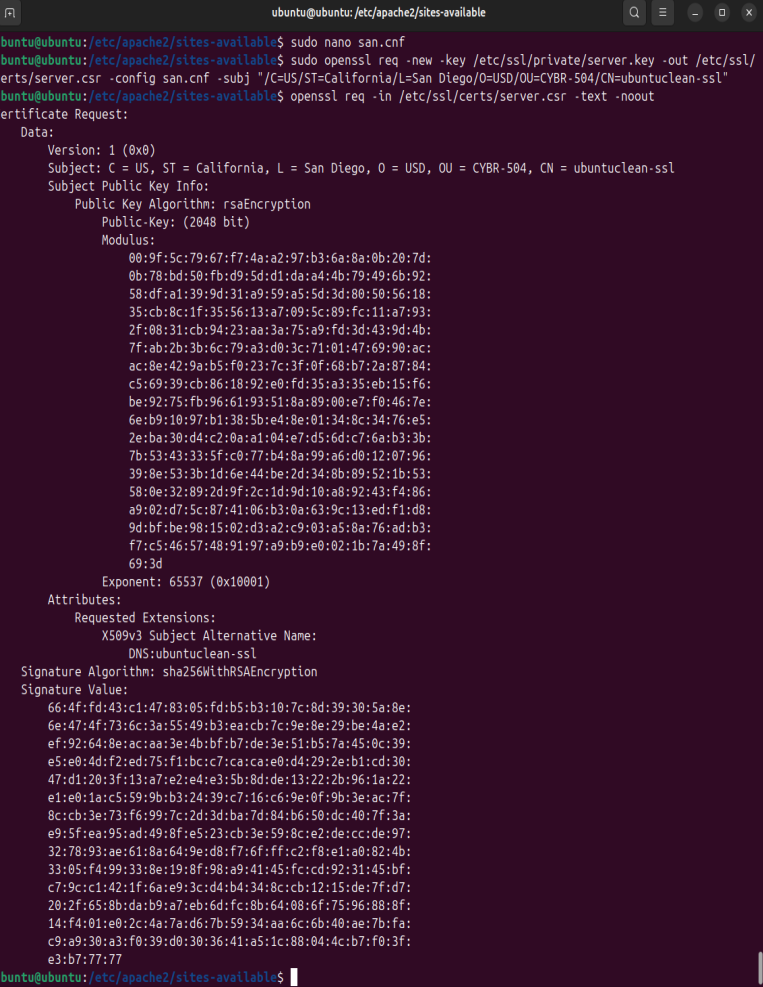 ubuntu@ubuntu: /etc/apache2/sites-available
buntu@ubuntu:/etc/apache2/sites-available$ sudo nano san.cnf
buntu@ubuntu:/etc/apache2/sites-available$ sudo openssl req -new -key /etc/ssl/private/server.key -out /etc/ssl/
erts/server.csr -config san.cnf -subj "/C=US/ST=California/L=San Diego/O=USD/OU=CYBR-504/CN=ubuntuclean-ssl"
buntu@ubuntu:/etc/apache2/sites-available$ openssl req -in /etc/ssl/certs/server.csr -text -noout
ertificate Request:
Data:
Version: 1 (0x0)
Subject: C = US, ST = California, L = San Diego, O = USD, OU = CYBR-504, CN = ubuntuclean-ssl
Subject Public Key Info:
Public Key Algorithm: rsaEncryption
Public-Key: (2048 bit)
Modulus:
00:9f:5c:79:67:f7:4a:a2:97:b3:6a:8a:0b:20:7d:
0b:78:bd:50:fb:d9:5d:d1:da:a4:4b:79:49:6b:92:
58:df:a1:39:9d:31:a9:59:a5:5d:3d:80:50:56:18:
35:cb:8c:1f:35:56:13:a7:09:5c:89:fc:11:a7:93:
2f:08:31:cb:94:23:aa:3a:75:a9:fd:3d:43:9d:4b:
7f:ab:2b:3b:6c:79:a3:d0:3c:71:01:47:69:90:ac:
ac:8e:42:9a:b5:f0:23:7c:3f:0f:68:b7:2a:87:84:
c5:69:39:cb:86:18:92:e0:fd:35:a3:35:eb:15:f6:
be:92:75:fb:96:61:93:51:8a:89:00:e7:f0:46:7e:
6e:b9:10:97:b1:38:5b:e4:8e:01:34:8c:34:76:e5:
2e:ba:30:d4:c2:0a:a1:04:e7:d5:6d:c7:6a:b3:3b:
7b:53:43:33:5f:c0:77:b4:8a:99:a6:d0:12:07:96:
39:8e:53:3b:1d:6e:44:be:2d:34:8b:89:52:1b:53:
58:0e:32:89:2d:9f:2c:1d:9d:10:a8:92:43:f4:86:
a9:02:d7:5c:87:41:06:b3:0a:63:9c:13:ed:f1:d8:
9d:bf:be:98:15:02:d3:a2:c9:03:a5:8a:76:ad:b3:
f7:c5:46:57:48:91:97:a9:b9:e0:02:1b:7a:49:8f:
69:3d
Exponent: 65537 (0x10001)
Attributes:
Requested Extensions:
X509v3 Subject Alternative Name:
DNS:ubuntuclean-ssl
Signature Algorithm: sha256WithRSAEncryption
Signature Value:
66:4f:fd:43:c1:47:83:05:fd:b5:b3:10:7c:8d:39:30:5a:8e:
6e:47:4f:73:6c:3a:55:49:b3:ea:cb:7c:9e:8e:29:be:4a:e2:
ef:92:64:8e:ac:aa:3e:4b:bf:b7:de:3e:51:b5:7a:45:0c:39:
e5:e0:4d:f2:ed:75:f1:bc:c7:ca:ca:e0:d4:29:2e:b1:cd:30:
47:d1:20:3f:13:a7:e2:e4:e3:5b:8d:de:13:22:2b:96:1a:22:
e1:e0:1a:c5:59:9b:b3:24:39:c7:16:c6:9e:0f:9b:3e:ac:7f:
8c:cb:3e:73:f6:99:7c:2d:3d:ba:7d:84:b6:50:dc:40:7f:3a:
e9:5f:ea:95:ad:49:8f:e5:23:cb:3e:59:8c:e2:de:cc:de:97:
32:78:93:ae:61:8a:64:9e:d8:f7:6f:ff:c2:f8:e1:a0:82:4b:
33:05:f4:99:33:8e:19:8f:98:a9:41:45:fc:cd:92:31:45:bf:
c7:9c:c1:42:1f:6a:e9:3c:d4:b4:34:8c:cb:12:15:de:7f:d7:
20:2f:65:8b:da:b9:a7:eb:6d:fc:8b:64:08:6f:75:96:88:8f:
14:f4:01:e0:2c:4a:7a:d6:7b:59:34:aa:6c:6b:40:ae:7b:fa:
c9:a9:30:a3:f0:39:d0:30:36:41:a5:1c:88:04:4c:b7:f0:3f:
e3:b7:77:77
buntu@ubuntu:/etc/apache2/sites-available$